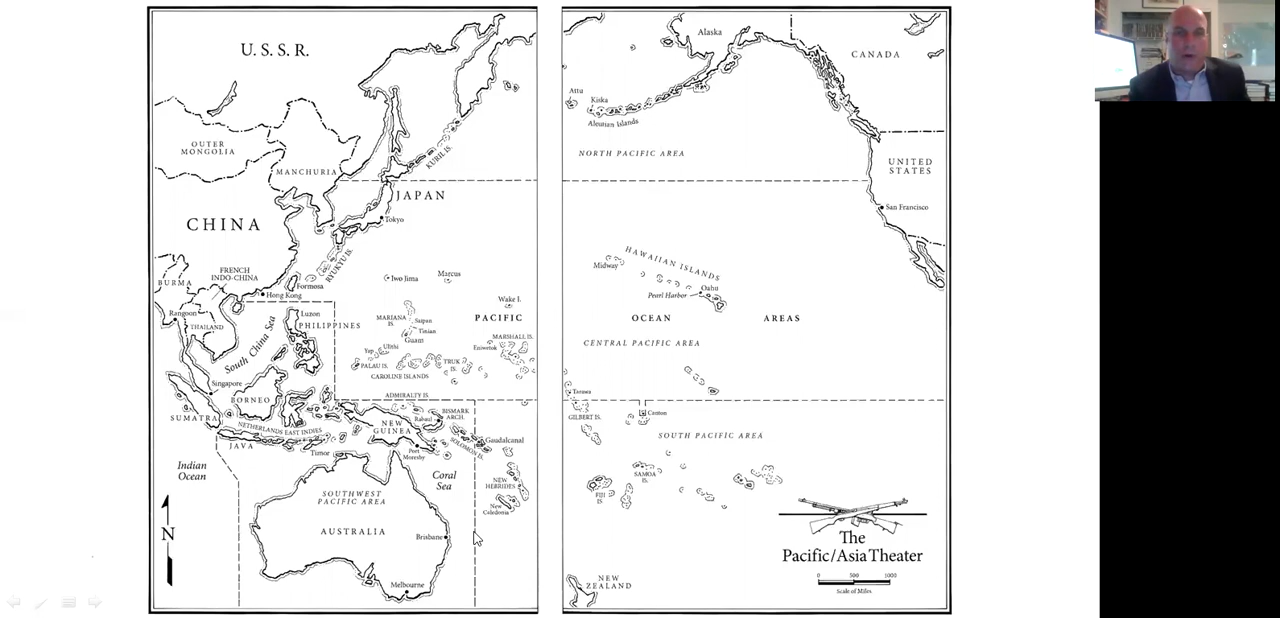 U. S. S. R.
OUTER
MONGOLIA
MANCHURIA
KURIL IS.
JAPAN
Tokyo
CHINA
RYUKYU IS.
Iwo Jima
Marcus
FRENCH
INDO-CHINA
BURMA
Formosa
Hong Kong
Wake I.
Rangoon
THAILAND
Luzon
PHILIPPINES
South China Sea
MARIANA
IS.
Saipan
Tinian
Guam
PACIFIC
MARSHALL IS.
Eniwetok
Yap
Ulithi
PALAU IS.
TRUK
IS.
CAROLINE ISLANDS
Singapore
BORNEO
SUMATRA
ADMIRALTY IS.
BISMARK
ARCH.
Rabaul
NEW
GUINEA
NETHERLANDS EAST INDIES
SOLOMON IS.
Guadalcanal
JAVA
Timor
Port
Moresby
Indian
Ocean
Coral
Sea
NEW
HEBRIDES
New
Caledonia
SOUTHWEST
PACIFIC AREA
AUSTRALIA
Brisbane
Melbourne
N
Alaska
CANADA
Attu
Kiska
Aleutian Islands
NORTH PACIFIC AREA
UNITED
STATES
San Francisco
HAWAIIAN ISLANDS
Midway
Oahu
Pearl Harbor
OCEAN
AREAS
CENTRAL PACIFIC AREA
Tarawa
GILBERT IS.
Canton
SOUTH PACIFIC AREA
SAMOA
IS.
FIJI
IS.
NEW
ZEALAND
The
Pacific/Asia Theater
0 500 1000
Scale of Miles